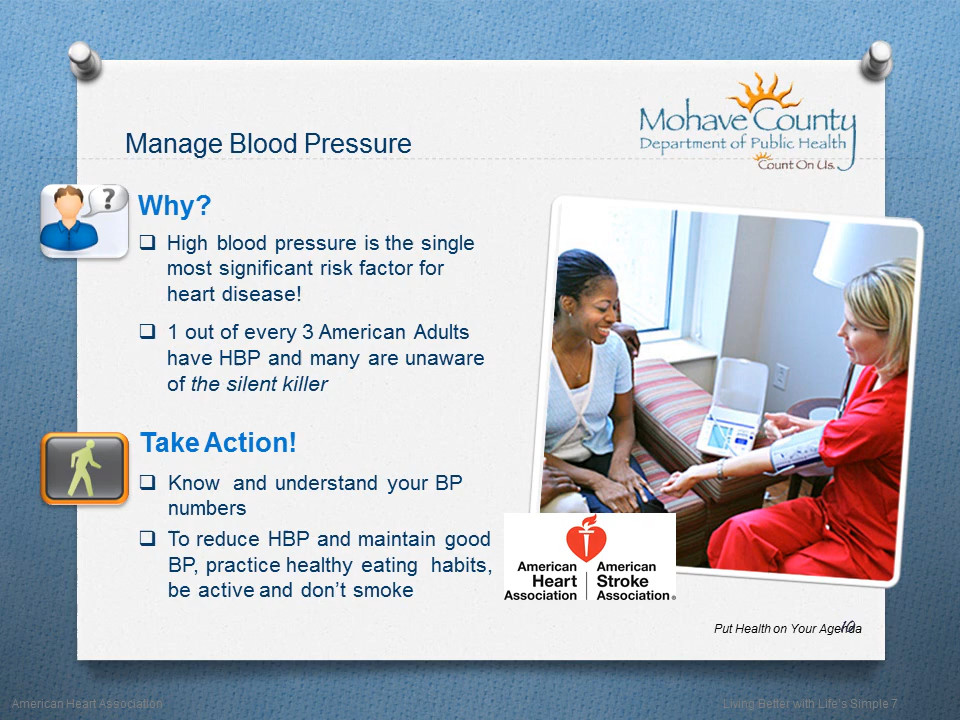 Mohave County
Department of Public Health
Count On Us.
Manage Blood Pressure
?
Why?
❑ High blood pressure is the single
most significant risk factor for
heart disease!
❑ 1 out of every 3 American Adults
have HBP and many are unaware
of the silent killer
Take Action!
❑ Know and understand your BP
numbers
❑ To reduce HBP and maintain good
BP, practice healthy eating habits,
be active and don’t smoke
American Heart Association
American Stroke Association®
Put Health on Your Agenda
10
American Heart Association
Living Better with Life's Simple 7